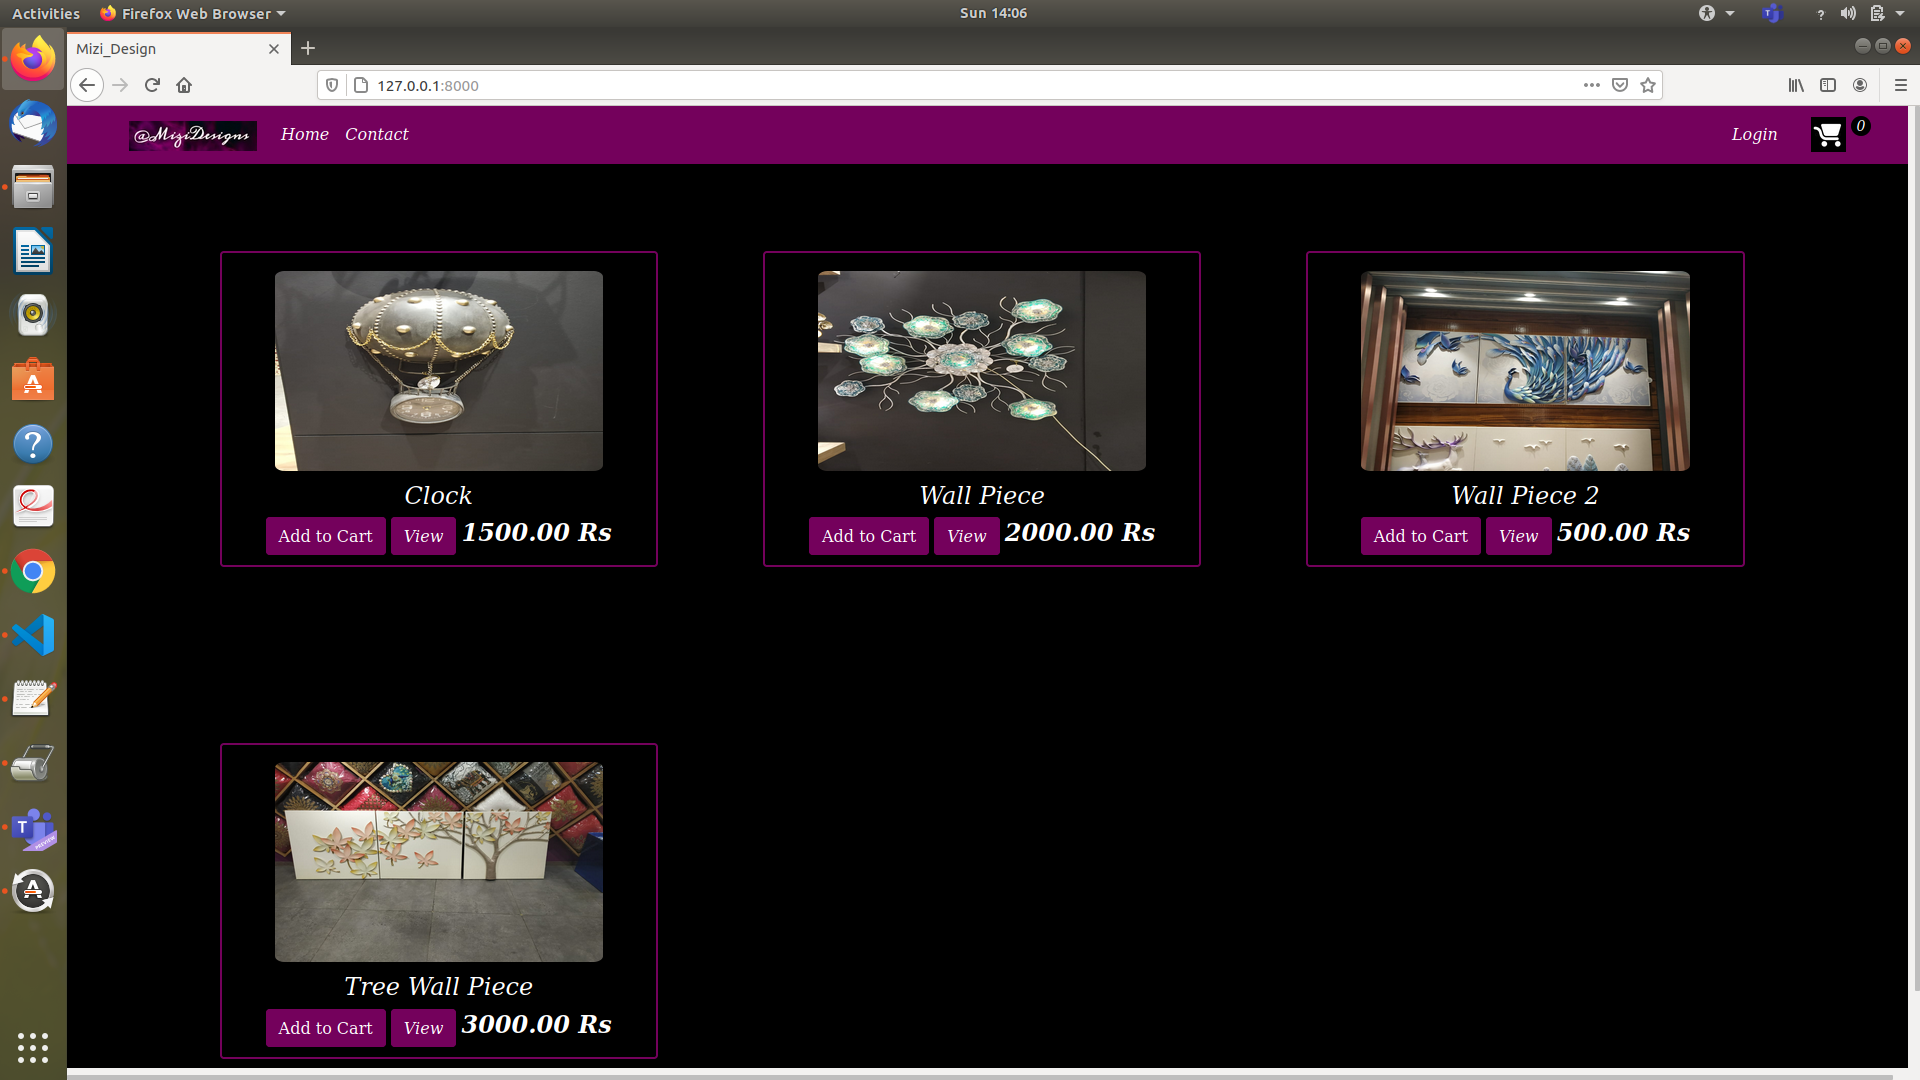 Activities Firefox Web Browser Sun 14:06
Mizi_Design
127.0.0.1:8000
@MiziDesigns Home Contact Login 0
Clock
Add to Cart View 1500.00 Rs
Wall Piece
Add to Cart View 2000.00 Rs
Wall Piece 2
Add to Cart View 500.00 Rs
Tree Wall Piece
Add to Cart View 3000.00 Rs